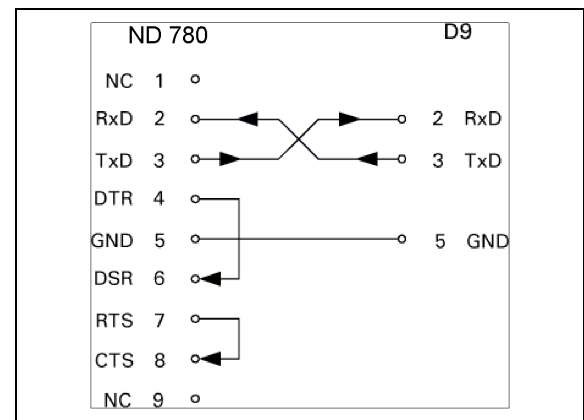 ND 780 D9
NC 1
RxD 2 2 RxD
TxD 3 3 TxD
DTR 4
GND 5 5 GND
DSR 6
RTS 7
CTS 8
NC 9